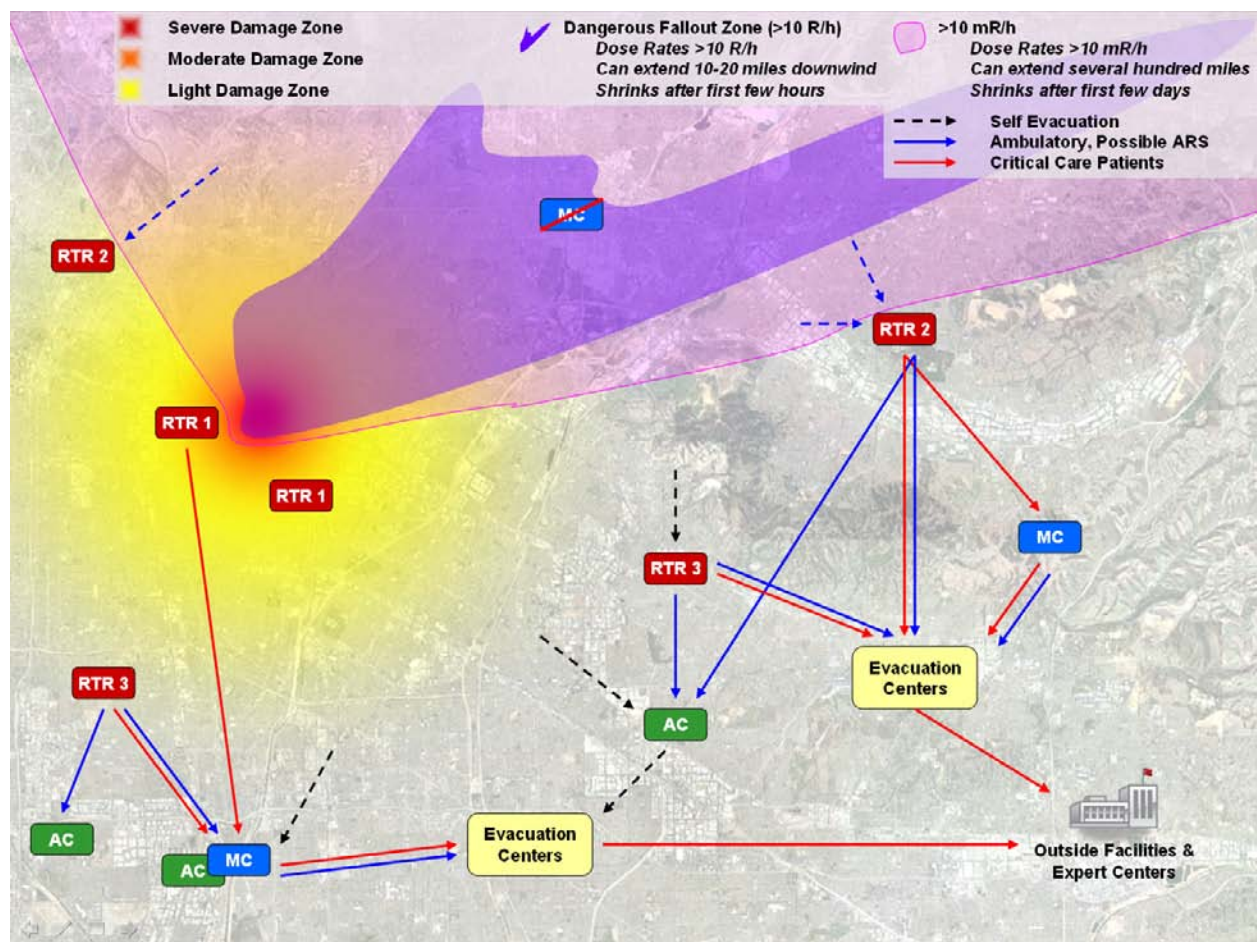 Severe Damage Zone
Moderate Damage Zone
Light Damage Zone
Dangerous Fallout Zone (>10 R/h)
Dose Rates >10 R/h
Can extend 10-20 miles downwind
Shrinks after first few hours
>10 mR/h
Dose Rates >10 mR/h
Can extend several hundred miles
Shrinks after first few days
Self Evacuation
Ambulatory, Possible ARS
Critical Care Patients
MC
RTR 2
RTR 2
RTR 1
RTR 1
MC
RTR 3
Evacuation
Centers
RTR 3
AC
AC
AC
MC
Evacuation
Centers
Outside Facilities &
Expert Centers